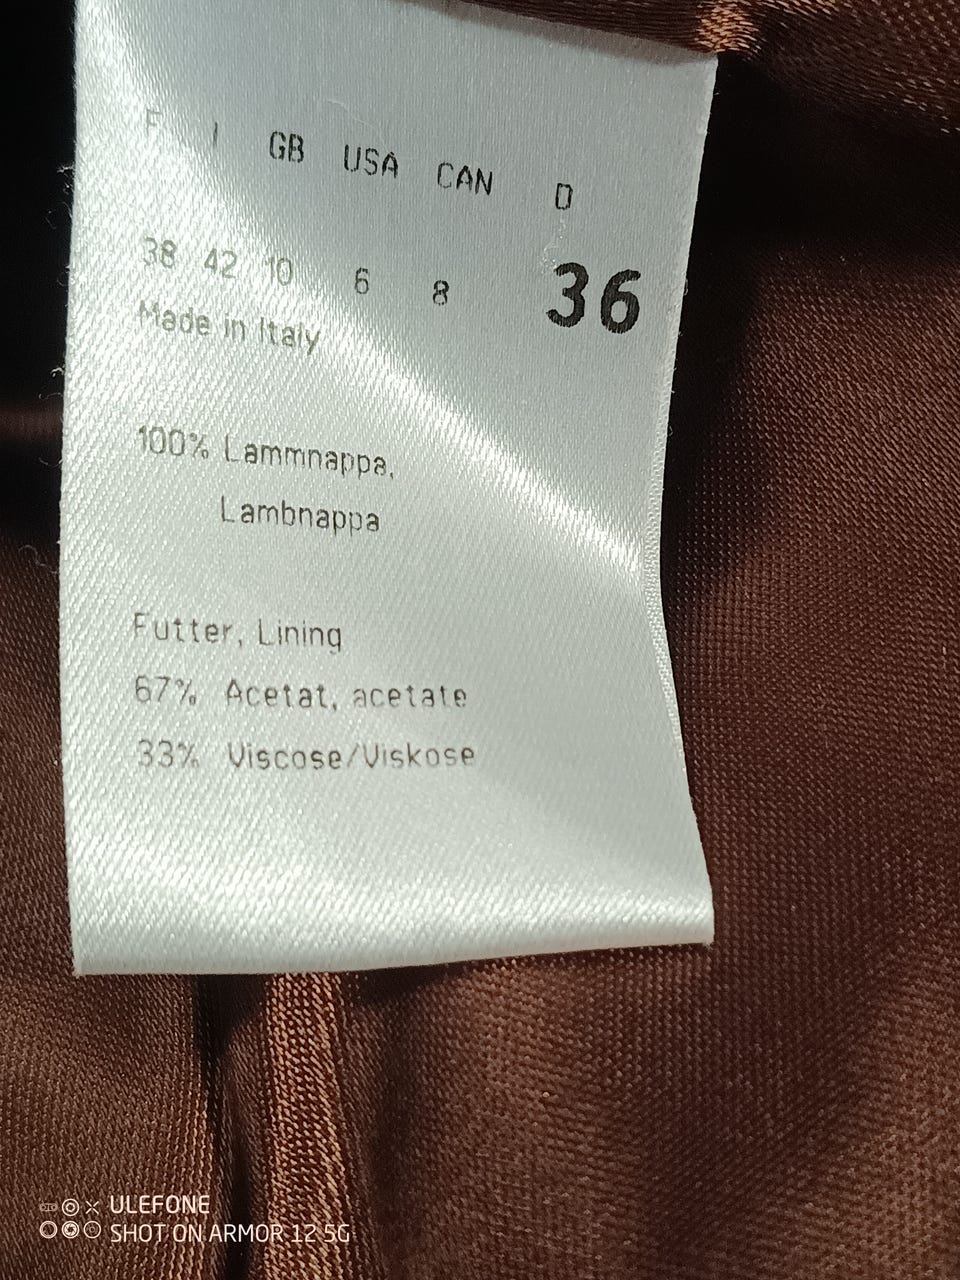 F I GB USA CAN D
38 42 10 6 8 36
Made in Italy
100% Lammnappa,
Lambnappa
Futter, Lining
67% Acetat, acetate
33% Viscose/Viskose
ULEFONE
SHOT ON ARMOR 12 5G